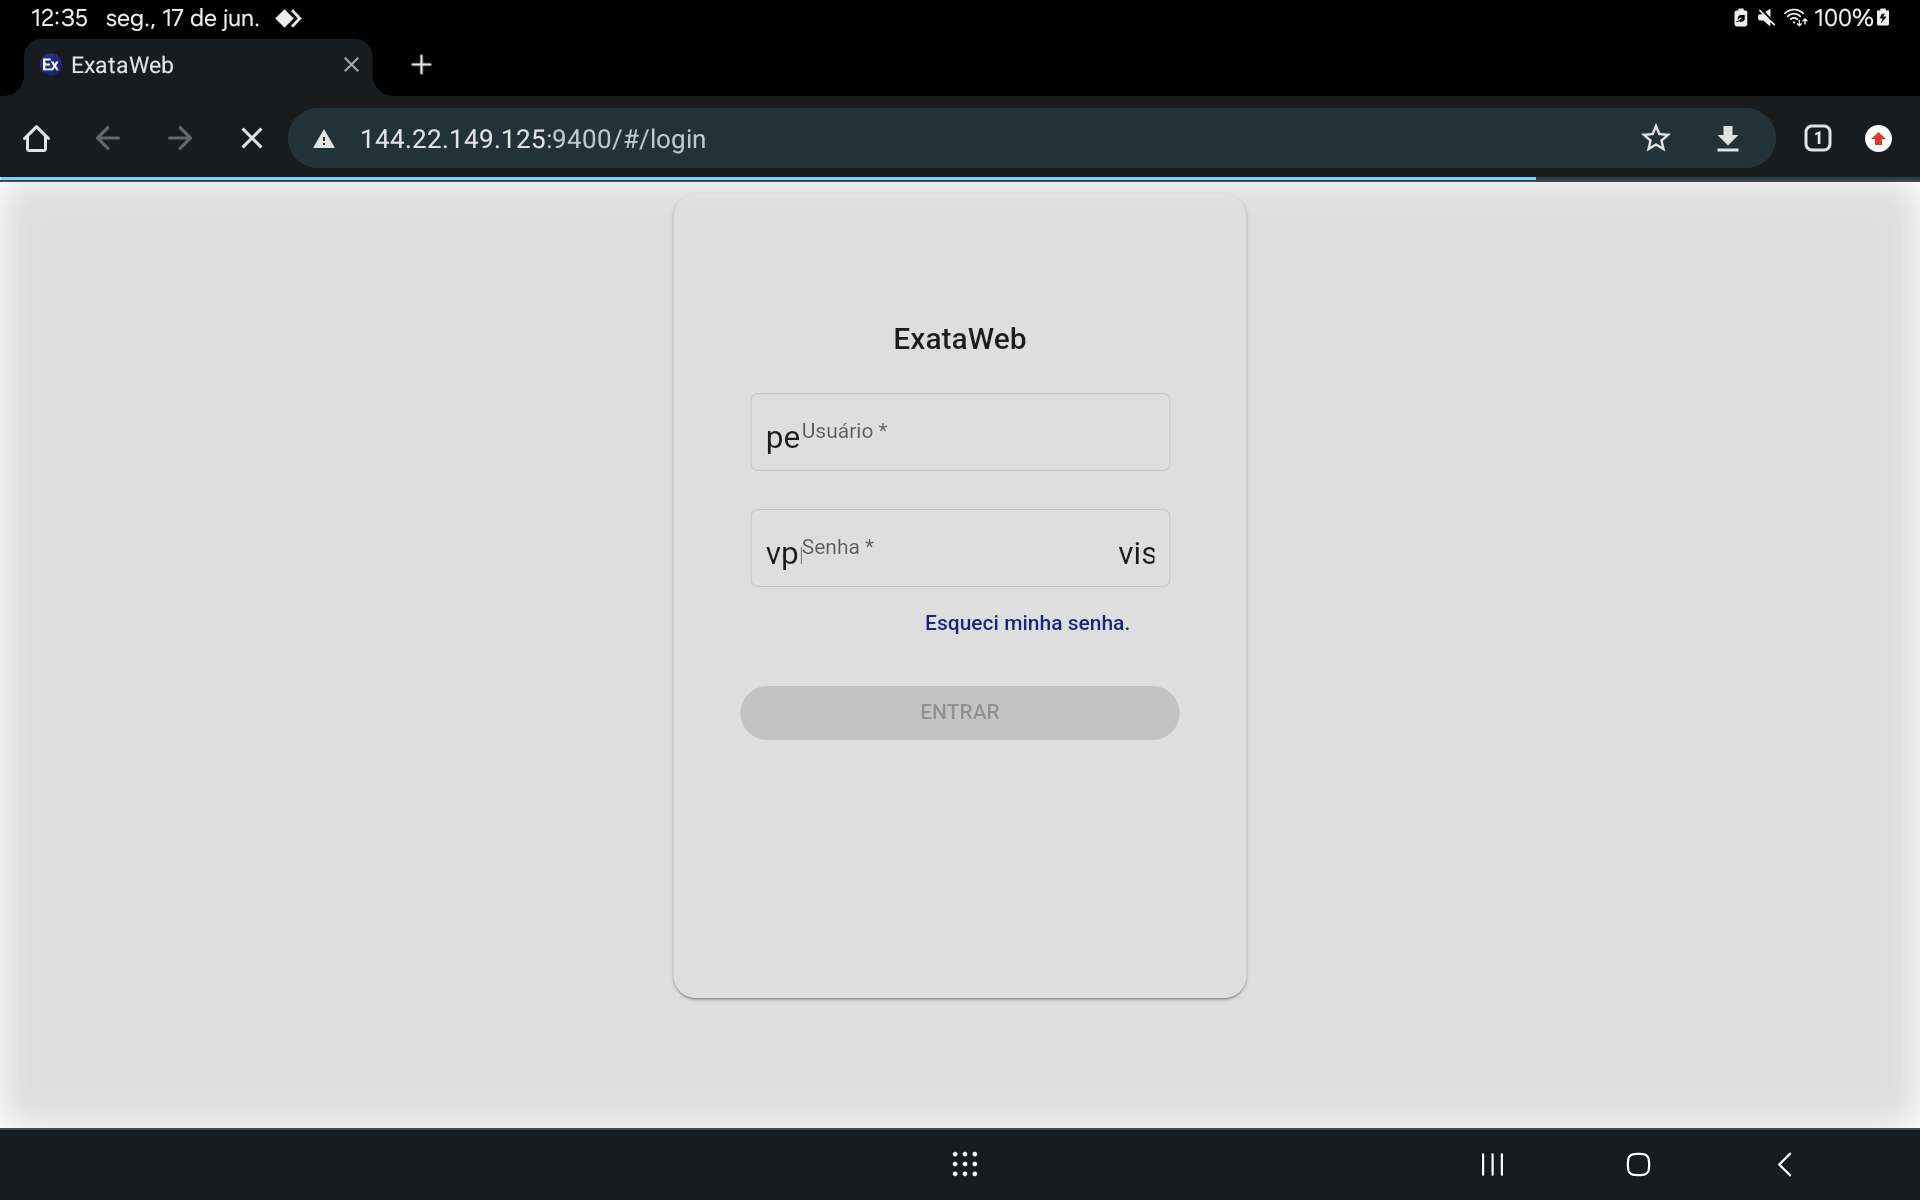 12:35 seg., 17 de jun. 100%
Ex ExataWeb
144.22.149.125:9400/#/login
1
ExataWeb
pe Usuário *
vp Senha * vis
Esqueci minha senha.
ENTRAR